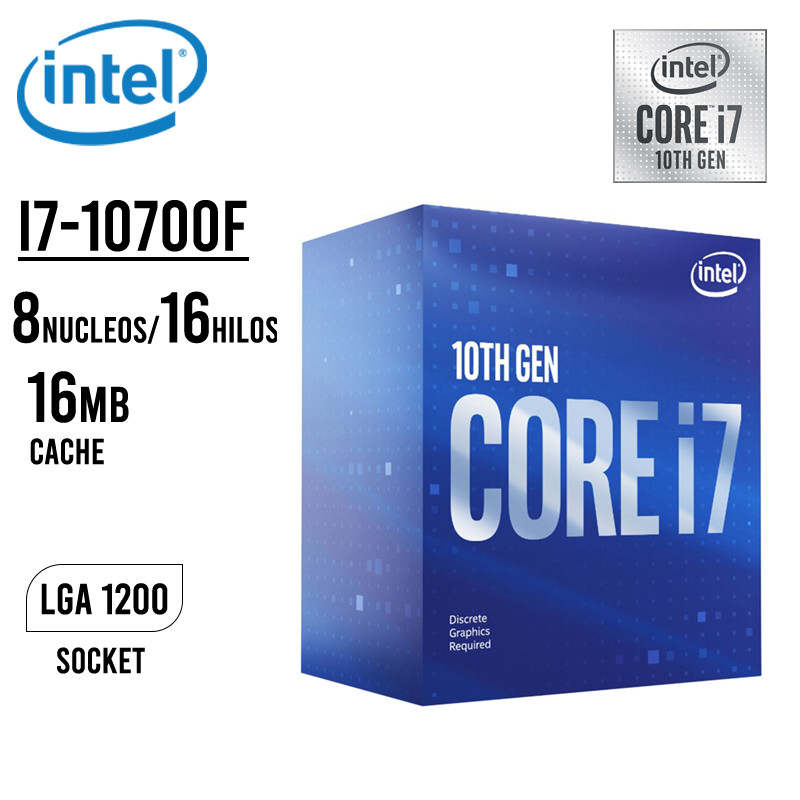 intel®
intel®
CORE™ i7
10TH GEN
I7-10700F
8NUCLEOS/16HILOS
16MB
CACHE
LGA 1200
SOCKET
intel®
10TH GEN
CORE i7
Discrete
Graphics
Required